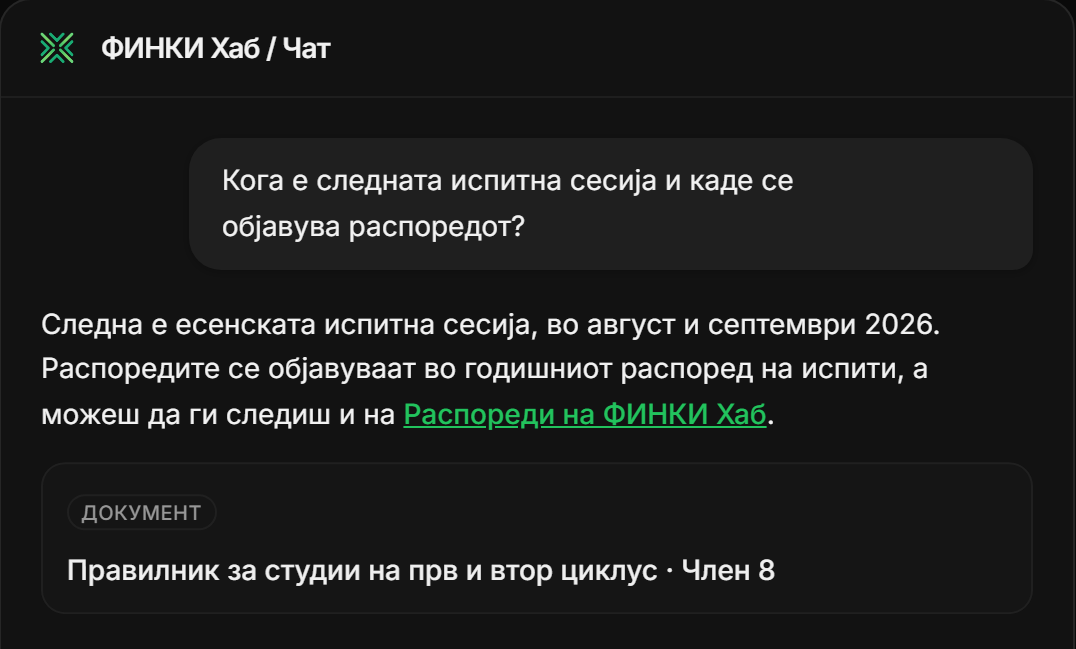 ФИНКИ Хаб / Чат
Кога е следната испитна сесија и каде се
објавува распоредот?
Следна е есенската испитна сесија, во август и септември 2026.
Распоредите се објавуваат во годишниот распоред на испити, а
можеш да ги следиш и на Распореди на ФИНКИ Хаб.
ДОКУМЕНТ
Правилник за студии на прв и втор циклус · Член 8